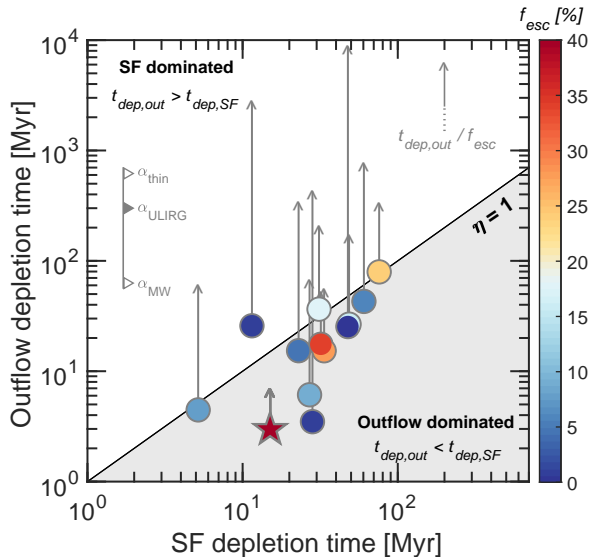 f_esc [%]
10^4
10^3
10^2
10^1
10^0
Outflow depletion time [Myr]
SF dominated
t_dep,out > t_dep,SF
t_dep,out / f_esc
α_thin
α_ULIRG
α_MW
η = 1
Outflow dominated
t_dep,out < t_dep,SF
10^0
10^1
10^2
SF depletion time [Myr]
40
35
30
25
20
15
10
5
0